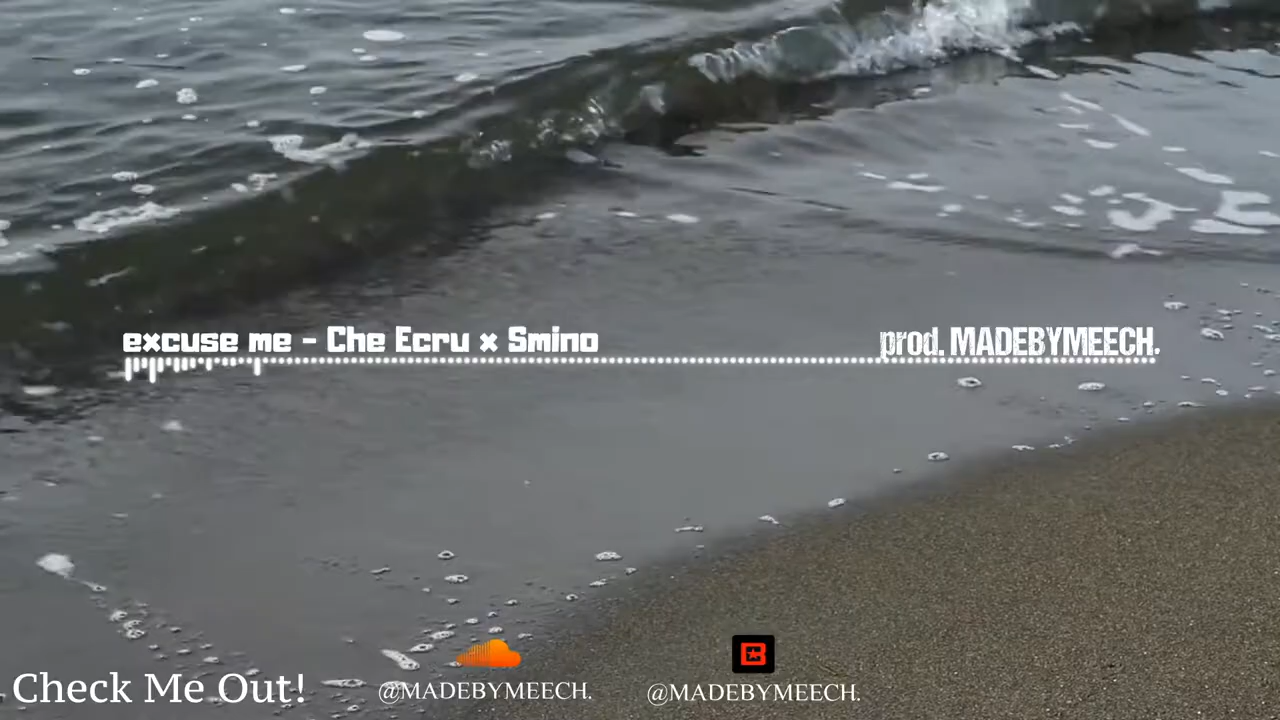 excuse me - Che Ecru x Smino
prod. MADEBYMEECH.
Check Me Out!
@MADEBYMEECH.
@MADEBYMEECH.